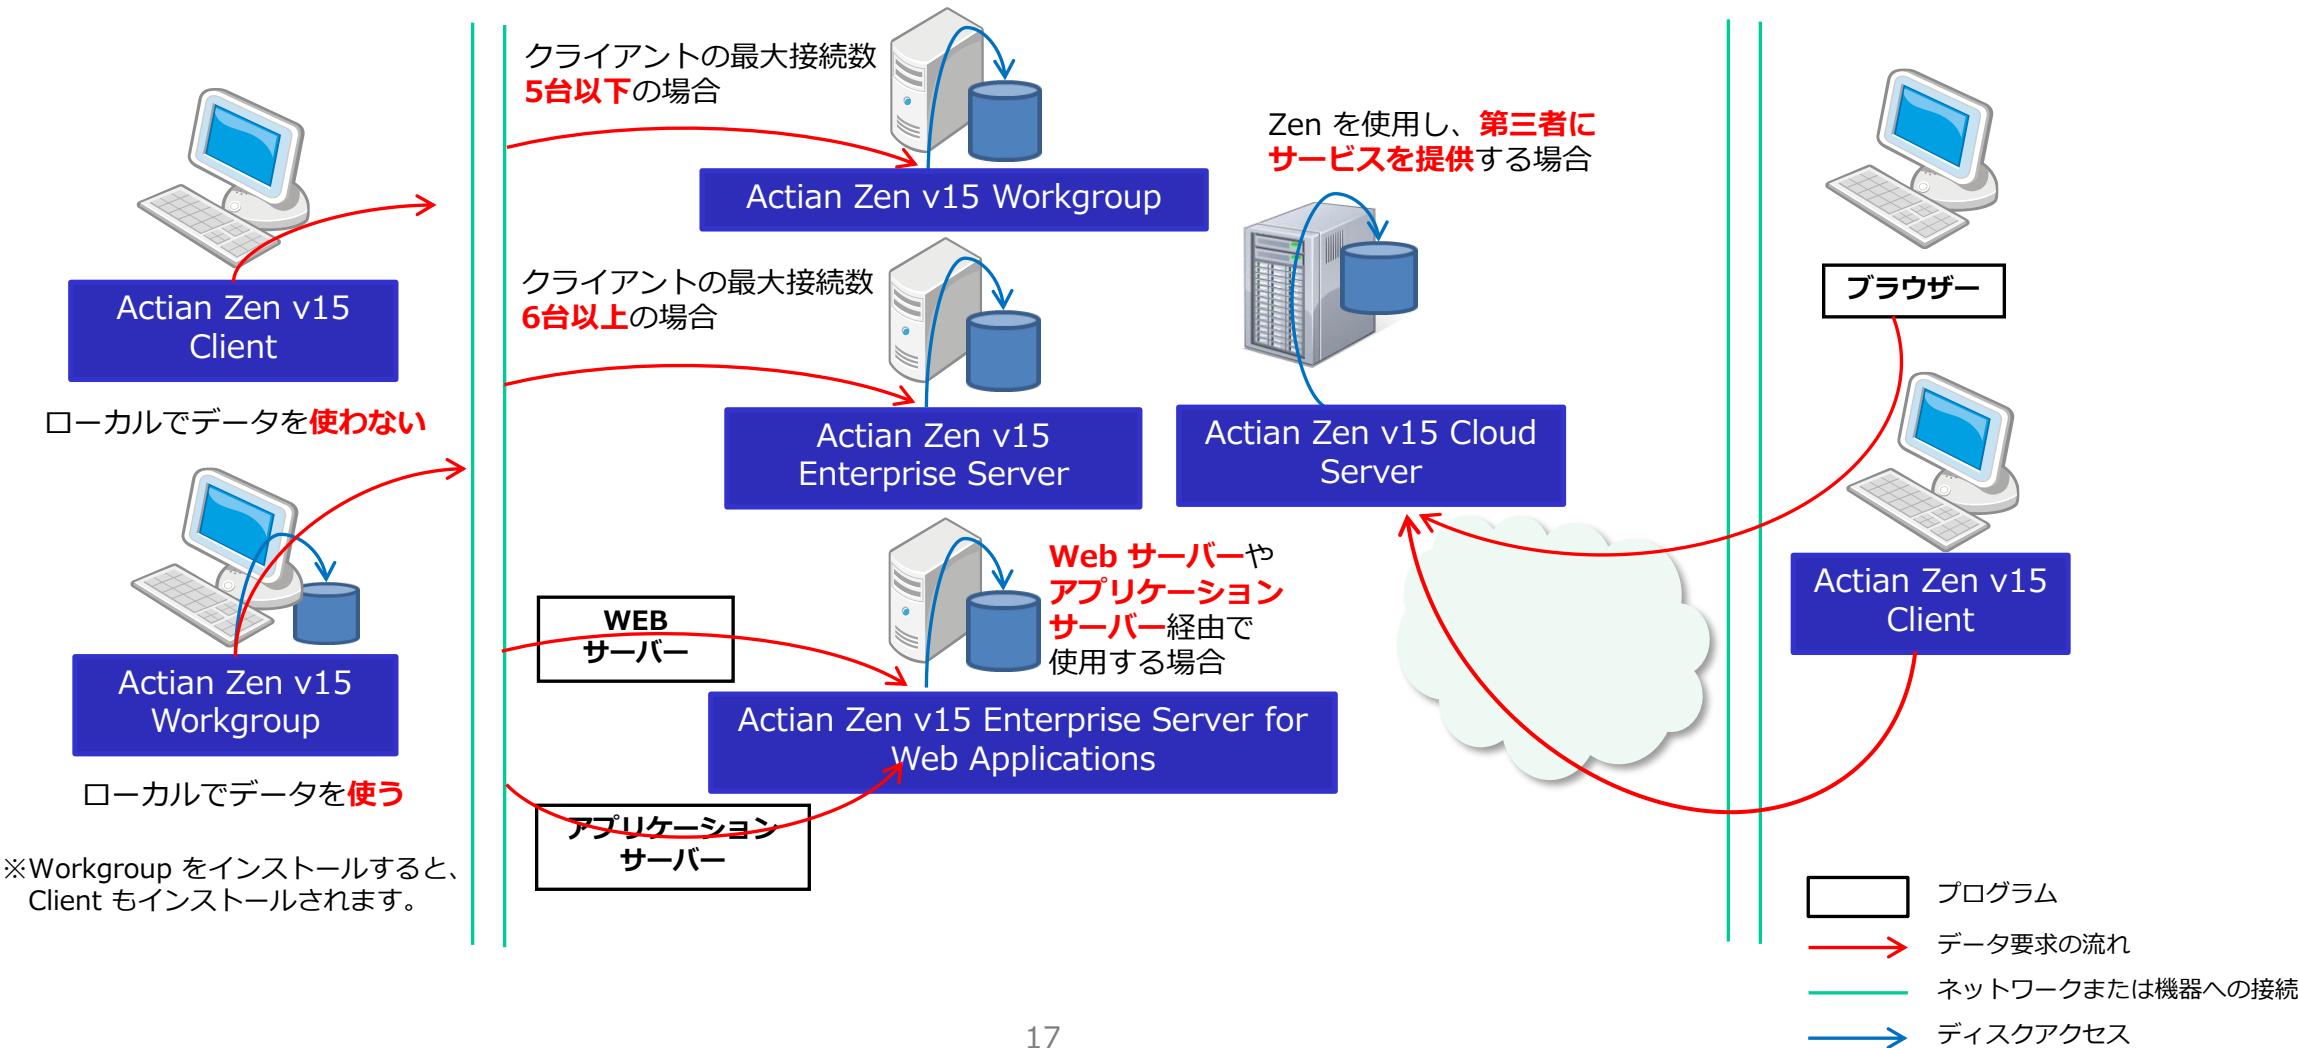 クライアントの最大接続数
5台以下の場合
Actian Zen v15 Workgroup
Zen を使用し、第三者に
サービスを提供する場合
ブラウザー
Actian Zen v15
Client
ローカルでデータを使わない
クライアントの最大接続数
6台以上の場合
Actian Zen v15
Enterprise Server
Actian Zen v15 Cloud
Server
Actian Zen v15
Client
Actian Zen v15
Workgroup
ローカルでデータを使う
※Workgroup をインストールすると、
Client もインストールされます。
WEB
サーバー
Web サーバーや
アプリケーション
サーバー経由で
使用する場合
Actian Zen v15 Enterprise Server for
Web Applications
アプリケーション
サーバー
プログラム
データ要求の流れ
ネットワークまたは機器への接続
ディスクアクセス
17